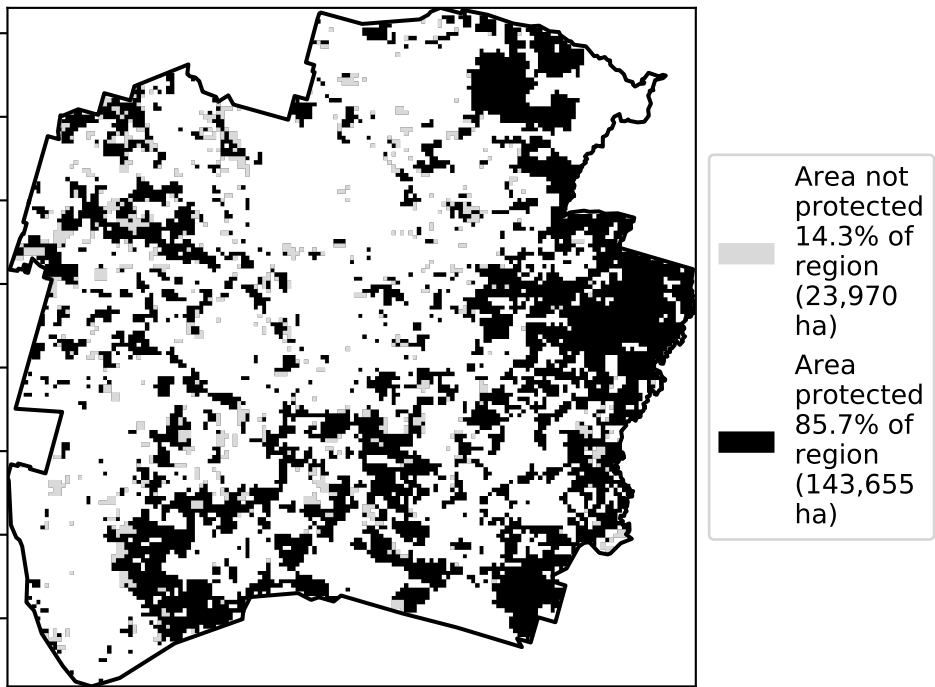 Area not
protected
14.3% of
region
(23,970
ha)
Area
protected
85.7% of
region
(143,655
ha)